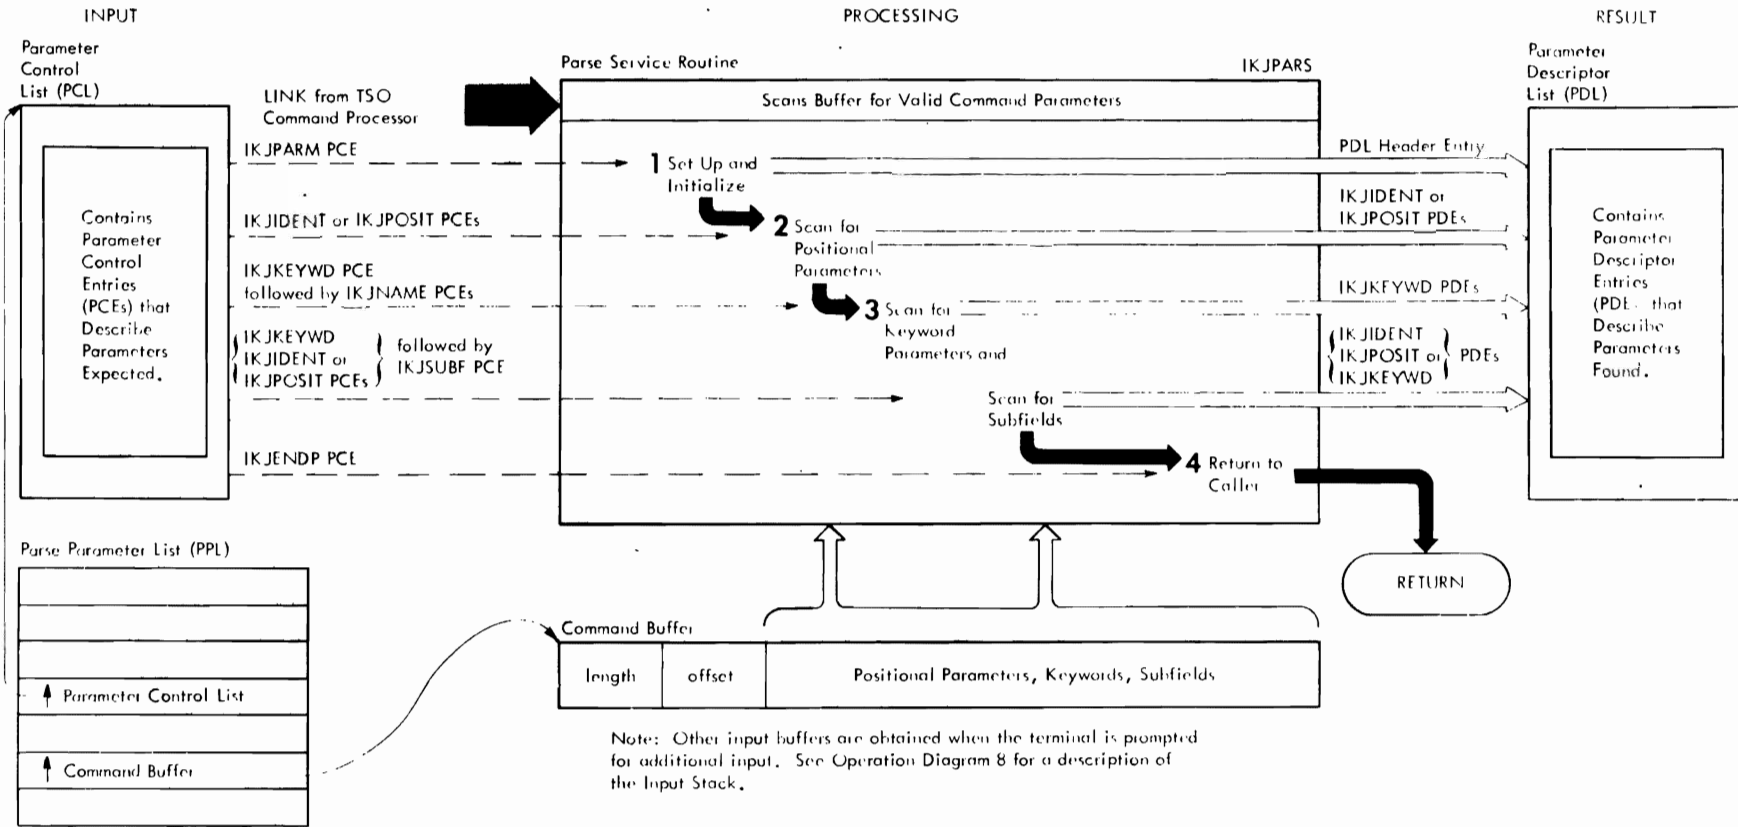 INPUT
PROCESSING
RESULT
Parameter
Control
List (PCL)
LINK from TSO
Command Processor
Parse Service Routine
IKJPARS
Parameter
Descriptor
List (PDL)
Scans Buffer for Valid Command Parameters
Contains
Parameter
Control
Entries
(PCEs) that
Describe
Parameters
Expected.
IKJPARM PCE
IKJIDENT or IKJPOSIT PCEs
IKJKEYWD PCE
followed by IKJNAME PCEs
IKJKEYWD
IKJIDENT or
IKJPOSIT PCEs
followed by
IKJSUBF PCE
IKJENDP PCE
1 Set Up and
Initialize
2 Scan for
Positional
Parameters
3 Scan for
Keyword
Parameters and
Scan for
Subfields
4 Return to
Caller
PDL Header Entry
IKJIDENT or
IKJPOSIT PDEs
IKJKEYWD PDEs
IKJIDENT
IKJPOSIT or
IKJKEYWD
PDEs
Contains
Parameter
Descriptor
Entries
(PDE that
Describe
Parameters
Found.
RETURN
Parse Parameter List (PPL)
Parameter Control List
Command Buffer
Command Buffer
length
offset
Positional Parameters, Keywords, Subfields
Note: Other input buffers are obtained when the terminal is prompted
for additional input. See Operation Diagram 8 for a description of
the Input Stack.